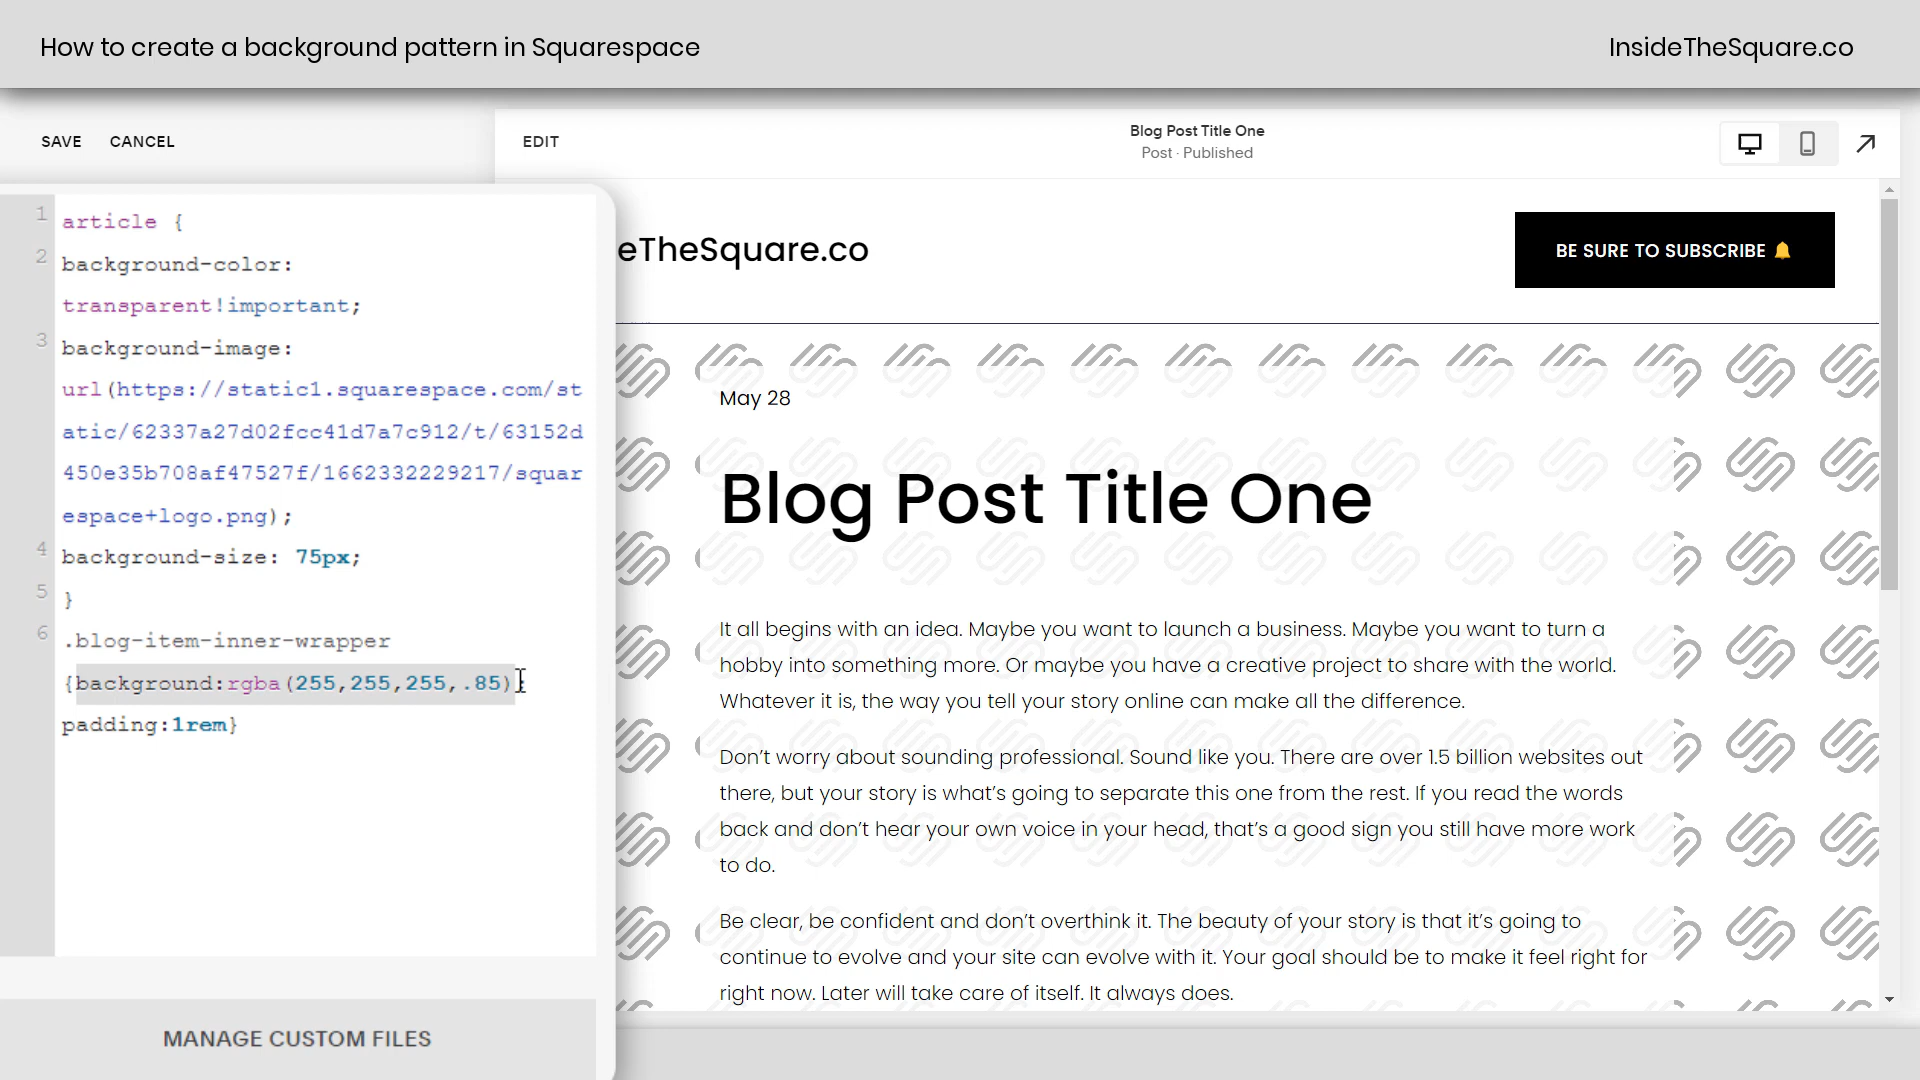 How to create a background pattern in Squarespace
InsideTheSquare.co
SAVE CANCEL
EDIT
Blog Post Title One
Post · Published
1 article {
2 background-color:
transparent!important;
3 background-image:
url(https://static1.squarespace.com/st
atic/62337a27d02fcc41d7a7c912/t/63152d
450e35b708af47527f/1662332229217/squar
espace+logo.png);
4 background-size: 75px;
5 }
6 .blog-item-inner-wrapper
{background:rgba(255,255,255,.85);
padding:1rem}
MANAGE CUSTOM FILES
eTheSquare.co
BE SURE TO SUBSCRIBE 🔔
May 28
Blog Post Title One
It all begins with an idea. Maybe you want to launch a business. Maybe you want to turn a
hobby into something more. Or maybe you have a creative project to share with the world.
Whatever it is, the way you tell your story online can make all the difference.
Don’t worry about sounding professional. Sound like you. There are over 1.5 billion websites out
there, but your story is what’s going to separate this one from the rest. If you read the words
back and don’t hear your own voice in your head, that’s a good sign you still have more work
to do.
Be clear, be confident and don’t overthink it. The beauty of your story is that it’s going to
continue to evolve and your site can evolve with it. Your goal should be to make it feel right for
right now. Later will take care of itself. It always does.